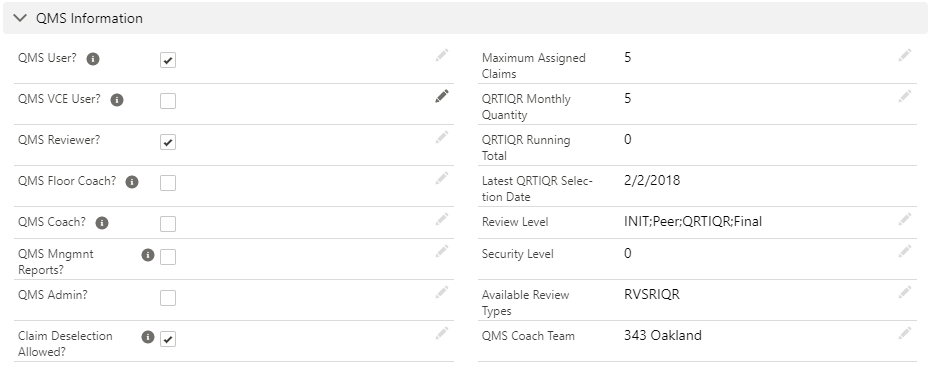 QMS Information
QMS User?
Maximum Assigned
Claims
5
QMS VCE User?
QRTIQR Monthly
Quantity
5
QMS Reviewer?
QRTIQR Running
Total
0
QMS Floor Coach?
Latest QRTIQR Selec-
tion Date
2/2/2018
QMS Coach?
Review Level
INIT;Peer;QRTIQR;Final
QMS Mngmnt
Reports?
Security Level
0
QMS Admin?
Available Review
Types
RVSRIQR
Claim Deselection
Allowed?
QMS Coach Team
343 Oakland